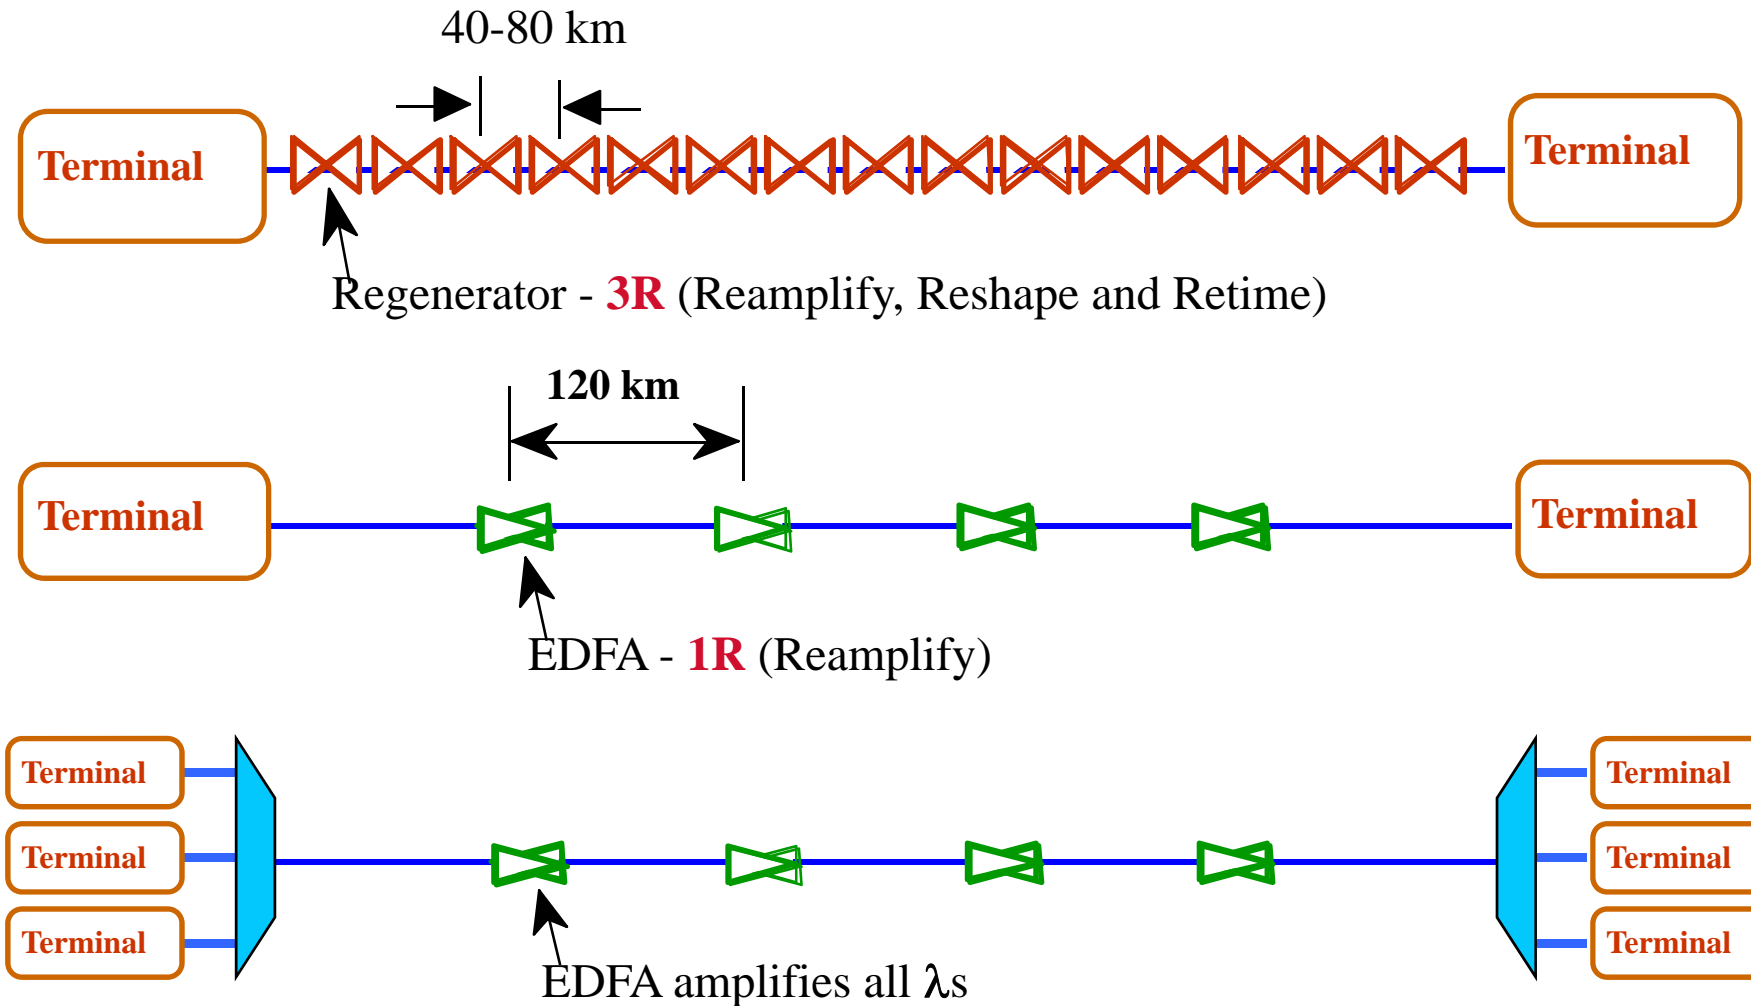 40-80 km
Terminal
Terminal
Regenerator - 3R (Reamplify, Reshape and Retime)
120 km
Terminal
Terminal
EDFA - 1R (Reamplify)
Terminal
Terminal
Terminal
Terminal
Terminal
Terminal
EDFA amplifies all λs